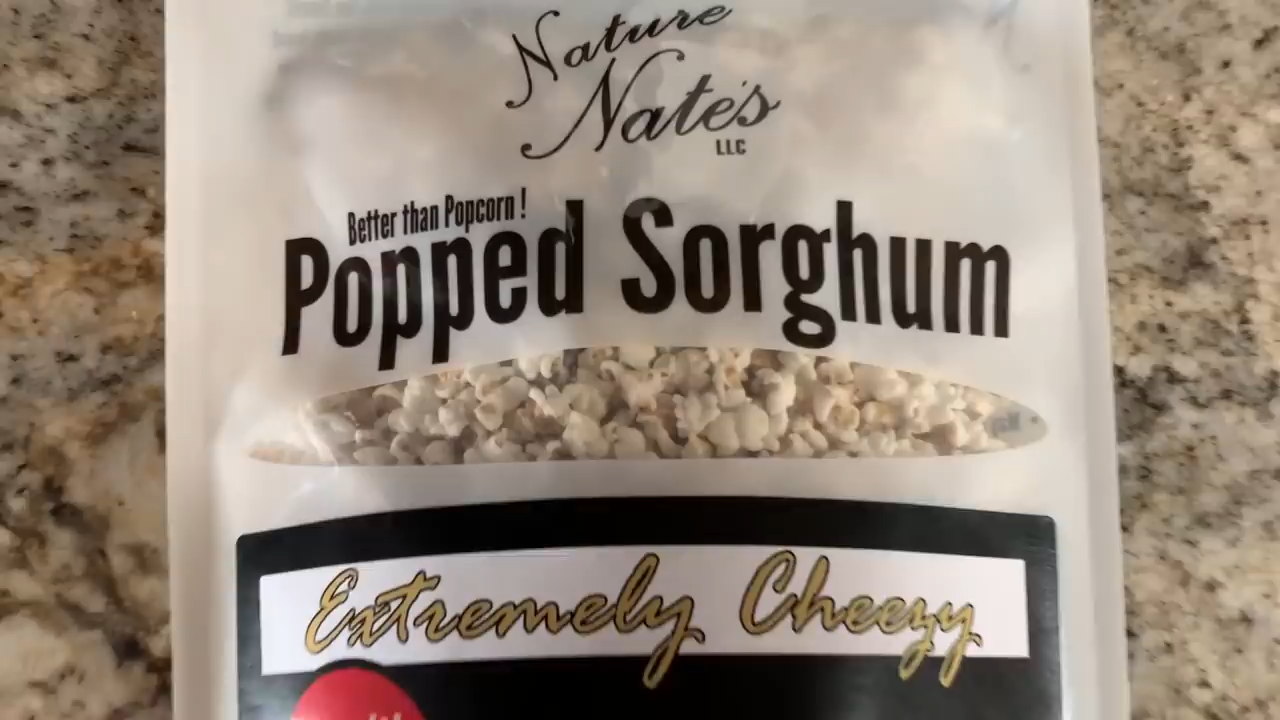 Nature
Nate's
LLC
Better than Popcorn!
Popped Sorghum
Extremely Cheezy